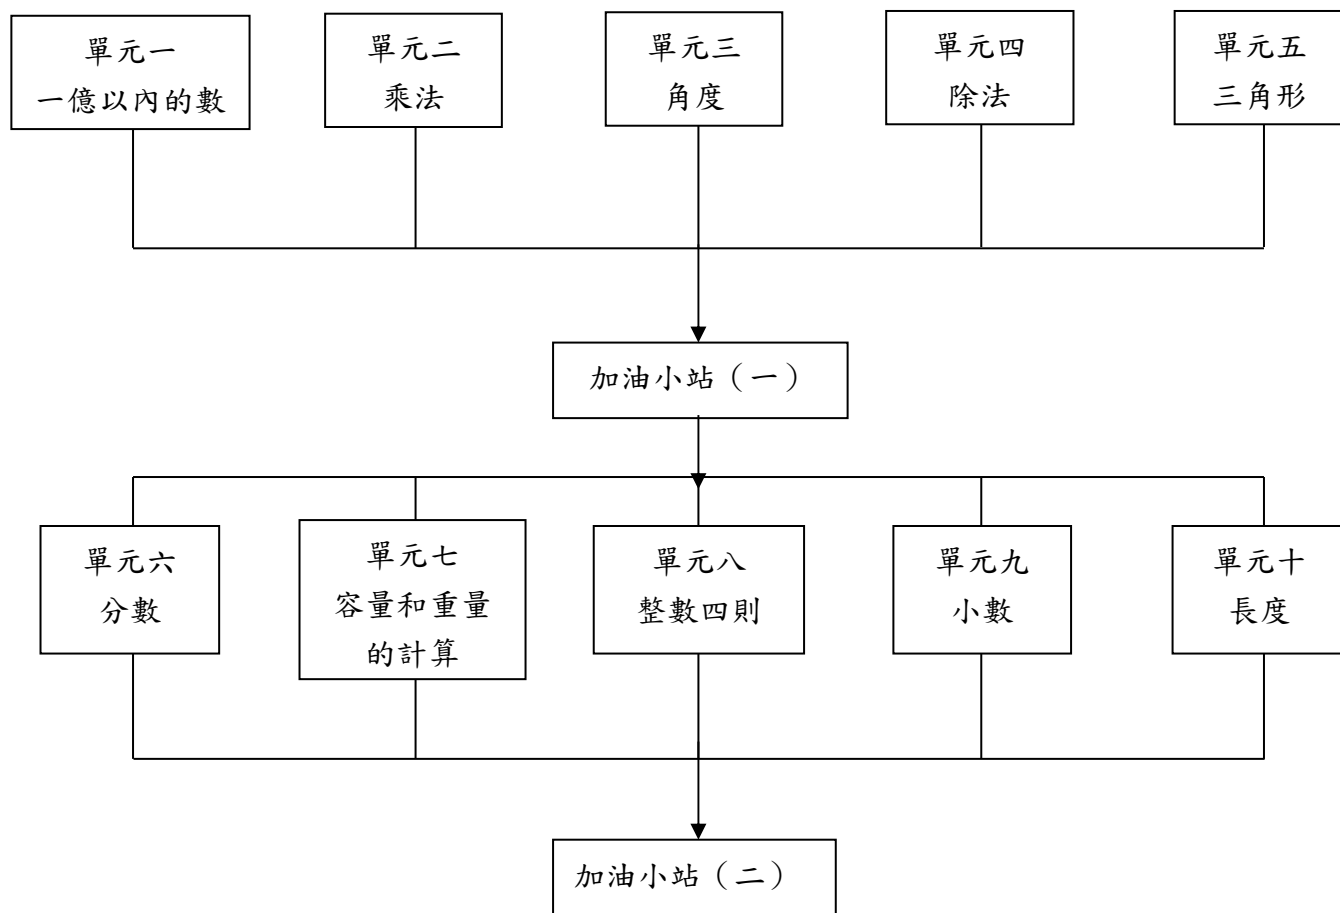 單元一
一億以內的數
單元二
乘法
單元三
角度
單元四
除法
單元五
三角形
加油小站（一）
單元六
分數
單元七
容量和重量
的計算
單元八
整數四則
單元九
小數
單元十
長度
加油小站（二）